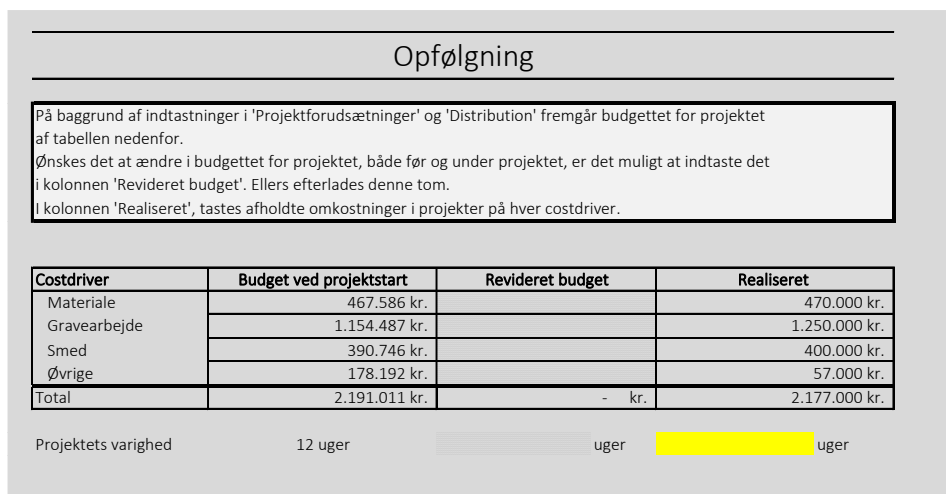 Opfølgning
På baggrund af indtastninger i 'Projektforudsætninger' og 'Distribution' fremgår budgettet for projektet
af tabellen nedenfor.
Ønskes det at ændre i budgettet for projektet, både før og under projektet, er det muligt at indtaste det
i kolonnen 'Revideret budget'. Ellers efterlades denne tom.
I kolonnen 'Realiseret', tastes afholdte omkostninger i projekter på hver costdriver.
Costdriver Budget ved projektstart Revideret budget Realiseret
Materiale 467.586 kr. 470.000 kr.
Gravearbejde 1.154.487 kr. 1.250.000 kr.
Smed 390.746 kr. 400.000 kr.
Øvrige 178.192 kr. 57.000 kr.
Total 2.191.011 kr. - kr. 2.177.000 kr.
Projektets varighed 12 uger uger uger